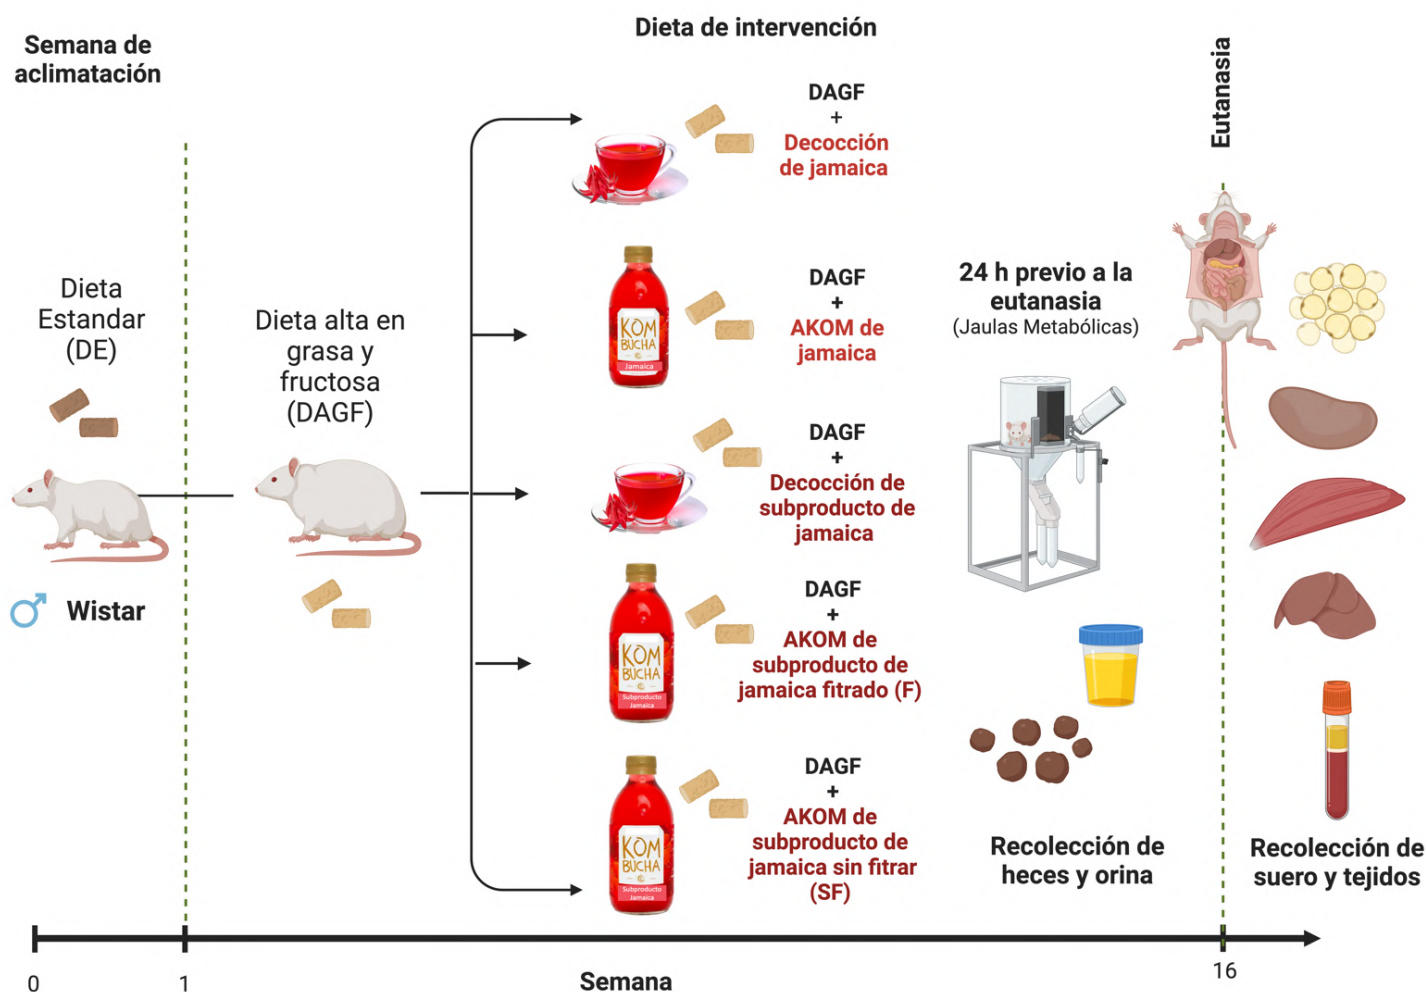 Semana de
aclimatación
Dieta de intervención
Eutanasia
Dieta
Estandar
(DE)
Wistar
Dieta alta en
grasa y
fructosa
(DAGF)
DAGF
+
Decocción
de jamaica
KOM
BUCHA
Jamaica
DAGF
+
AKOM de
jamaica
DAGF
+
Decocción de
subproducto de
jamaica
KOM
BUCHA
Subproducto
Jamaica
DAGF
+
AKOM de
subproducto de
jamaica fitrado (F)
KOM
BUCHA
Subproducto
Jamaica
DAGF
+
AKOM de
subproducto de
jamaica sin fitrar
(SF)
24 h previo a la
eutanasia
(Jaulas Metabólicas)
Recolección de
heces y orina
Recolección de
suero y tejidos
0
1
Semana
16